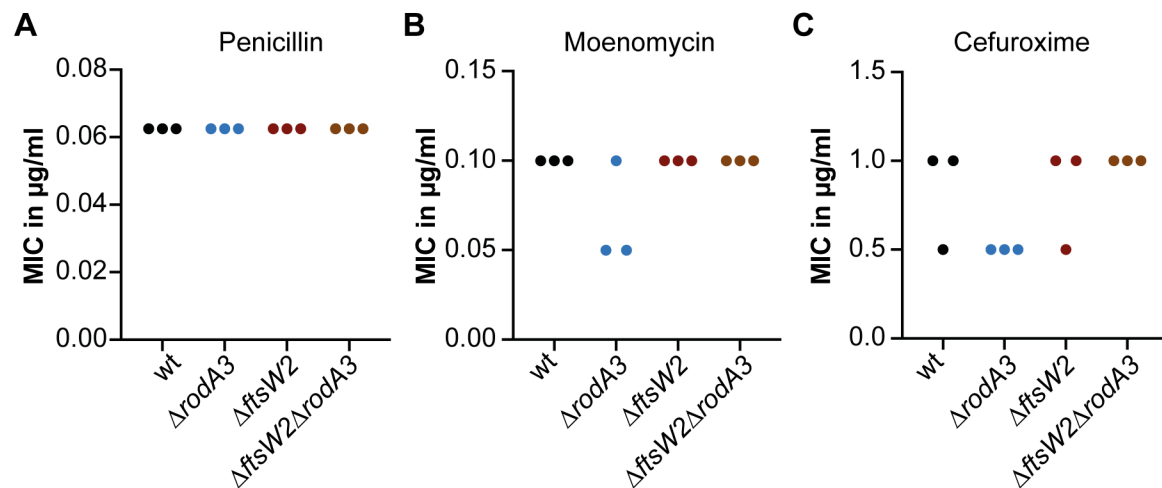 A
Penicillin
MIC in µg/ml
0.08
0.06
0.04
0.02
0.00
wt
ΔrodA3
ΔftsW2
ΔftsW2ΔrodA3
B
Moenomycin
MIC in µg/ml
0.15
0.10
0.05
0.00
wt
ΔrodA3
ΔftsW2
ΔftsW2ΔrodA3
C
Cefuroxime
MIC in µg/ml
1.5
1.0
0.5
0.0
wt
ΔrodA3
ΔftsW2
ΔftsW2ΔrodA3